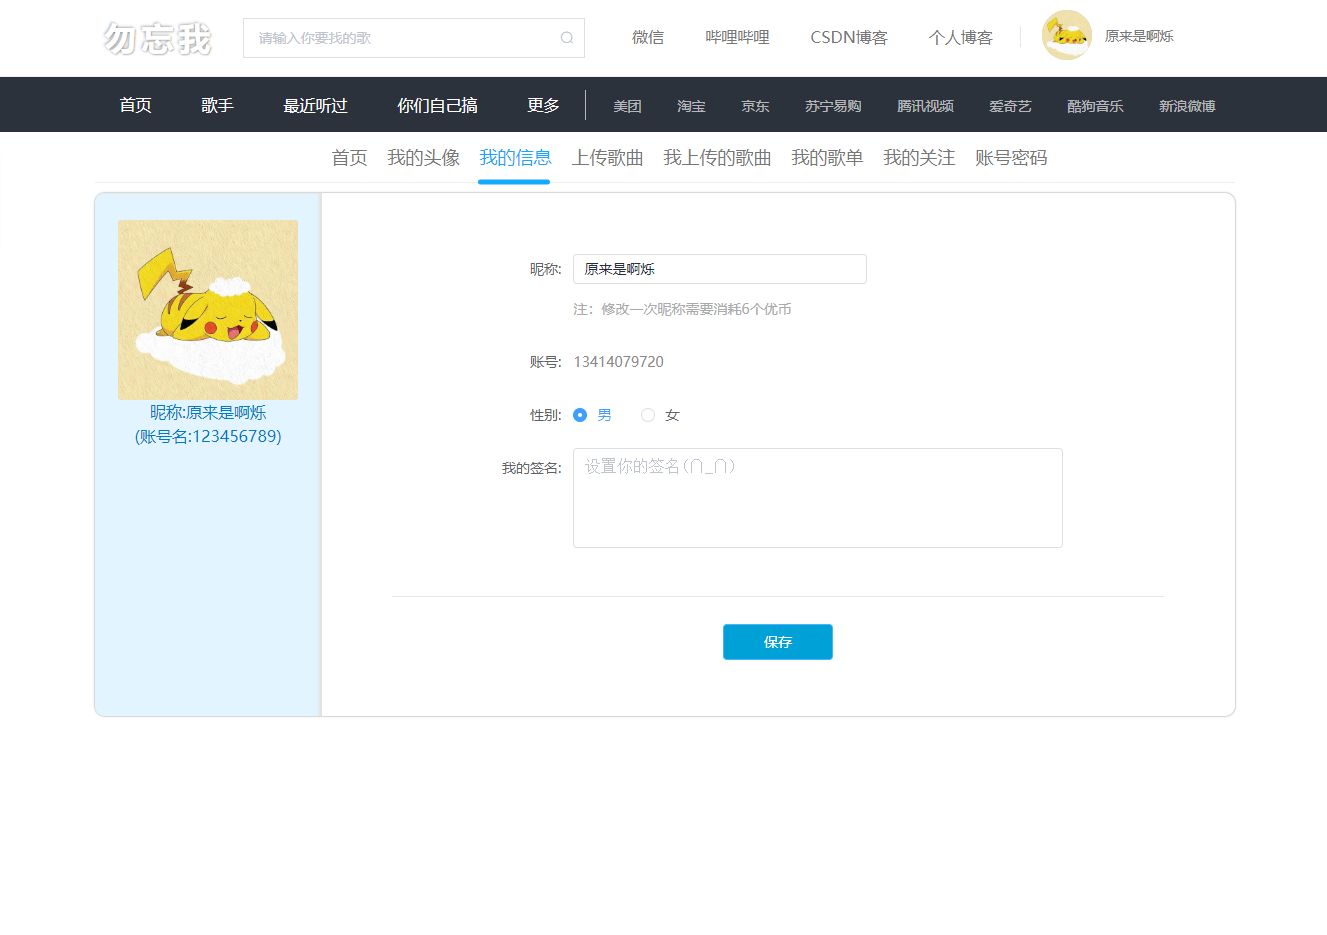 勿忘我 请输入你要找的歌 微信 哔哩哔哩 CSDN博客 个人博客 原来是啊烁
首页 歌手 最近听过 你们自己搞 更多 美团 淘宝 京东 苏宁易购 腾讯视频 爱奇艺 酷狗音乐 新浪微博
首页 我的头像 我的信息 上传歌曲 我上传的歌曲 我的歌单 我的关注 账号密码
昵称:原来是啊烁
(账号名:123456789)
昵称: 原来是啊烁
注：修改一次昵称需要消耗6个优币
账号: 13414079720
性别: 男 女
我的签名: 设置你的签名(∩_∩)
保存